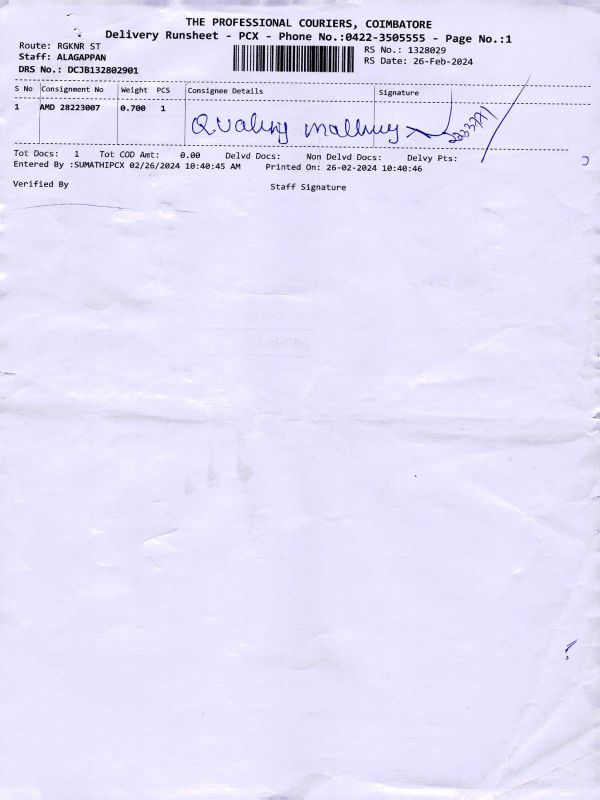 THE PROFESSIONAL COURIERS, COIMBATORE
Delivery Runsheet - PCX - Phone No.:0422-3505555 - Page No.:1
Route: RGKNR ST
RS No.: 1328029
Staff: ALAGAPPAN
RS Date: 26-Feb-2024
DRS No.: DCJB132802901
S No Consignment No Weight PCS Consignee Details Signature
1 AMD 28223007 0.700 1
Tot Docs: 1 Tot COD Amt: 0.00 Delvd Docs: Non Delvd Docs: Delvy Pts:
Entered By :SUMATHIPCX 02/26/2024 10:40:45 AM Printed On: 26-02-2024 10:40:46
Verified By Staff Signature